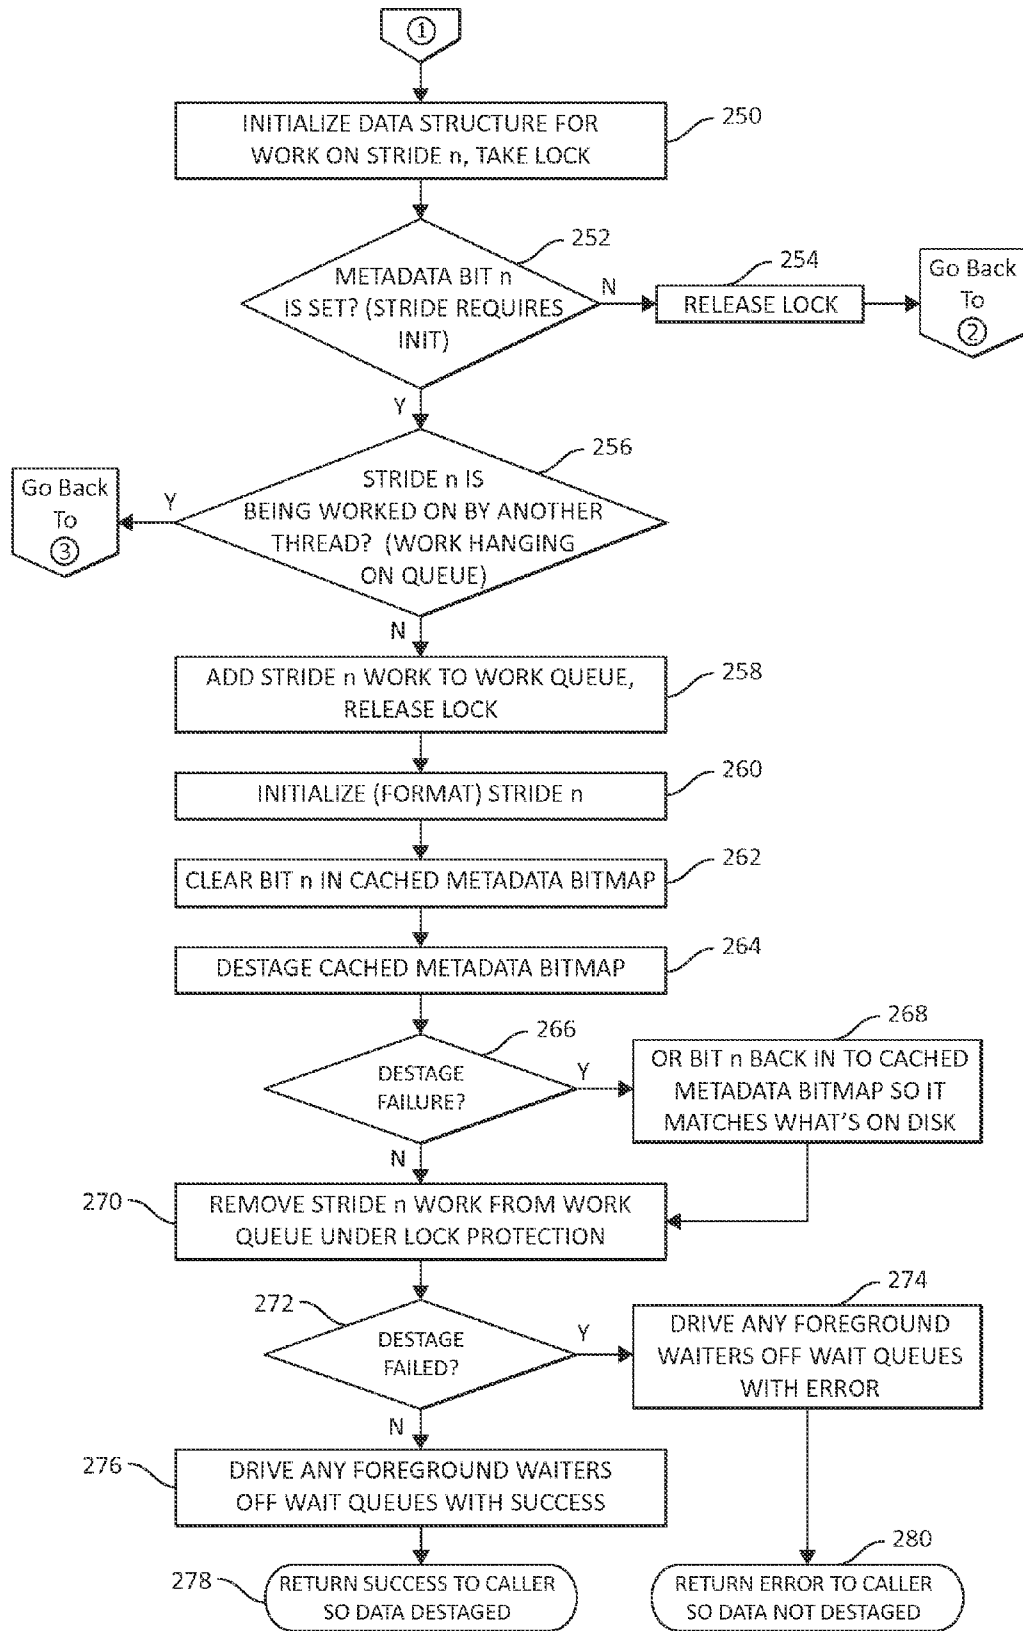 ①
INITIALIZE DATA STRUCTURE FOR
WORK ON STRIDE n, TAKE LOCK
250
252
METADATA BIT n
IS SET? (STRIDE REQUIRES
INIT)
N
254
RELEASE LOCK
Go Back
To
②
Y
256
STRIDE n IS
BEING WORKED ON BY ANOTHER
THREAD? (WORK HANGING
ON QUEUE)
Y
Go Back
To
③
N
ADD STRIDE n WORK TO WORK QUEUE,
RELEASE LOCK
258
INITIALIZE (FORMAT) STRIDE n
260
CLEAR BIT n IN CACHED METADATA BITMAP
262
DESTAGE CACHED METADATA BITMAP
264
266
DESTAGE
FAILURE?
Y
268
OR BIT n BACK IN TO CACHED
METADATA BITMAP SO IT
MATCHES WHAT'S ON DISK
N
270
REMOVE STRIDE n WORK FROM WORK
QUEUE UNDER LOCK PROTECTION
272
DESTAGE
FAILED?
Y
274
DRIVE ANY FOREGROUND
WAITERS OFF WAIT QUEUES
WITH ERROR
N
276
DRIVE ANY FOREGROUND WAITERS
OFF WAIT QUEUES WITH SUCCESS
278
RETURN SUCCESS TO CALLER
SO DATA DESTAGED
280
RETURN ERROR TO CALLER
SO DATA NOT DESTAGED